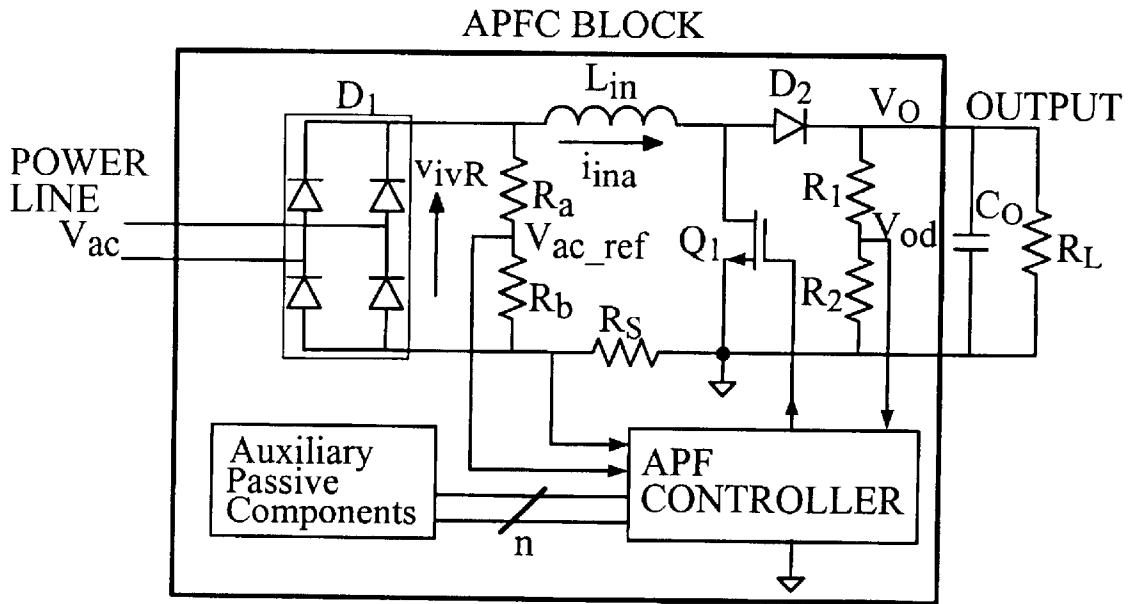 APFC BLOCK
D1
Lin
D2
VO
OUTPUT
POWER
LINE
Vac
vivR
Ra
iina
R1
Vac_ref
Q1
Vod
CO
RL
Rb
RS
R2
Auxiliary
Passive
Components
n
APF
CONTROLLER